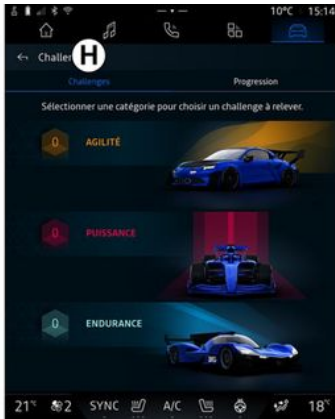 10°C 15:14
Challen
H
Challenges Progression
Sélectionner une catégorie pour choisir un challenge à relever.
0 AGILITÉ
0 PUISSANCE
0 ENDURANCE
21° 2 SYNC A/C 18°